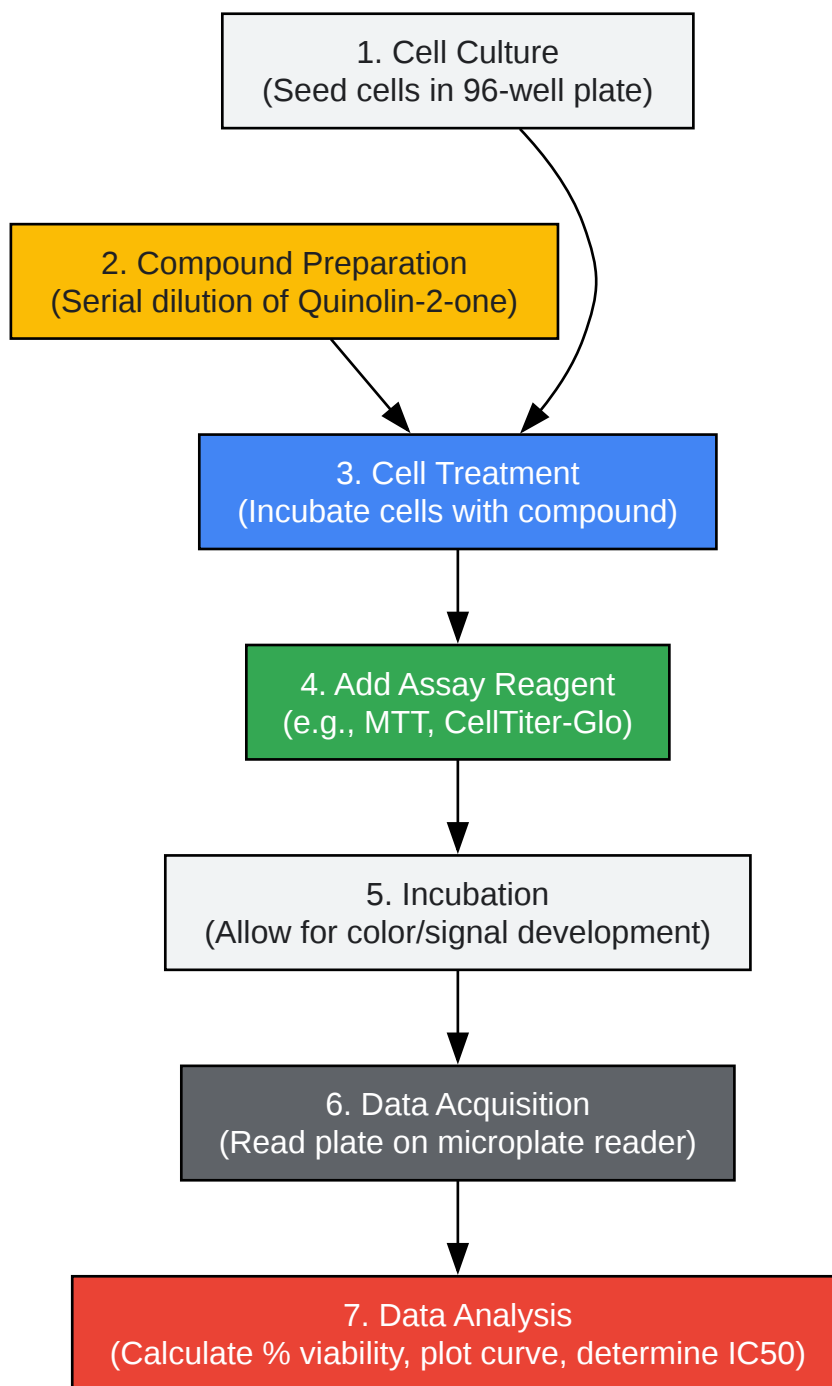 1. Cell Culture
(Seed cells in 96-well plate)
2. Compound Preparation
(Serial dilution of Quinolin-2-one)
3. Cell Treatment
(Incubate cells with compound)
4. Add Assay Reagent
(e.g., MTT, CellTiter-Glo)
5. Incubation
(Allow for color/signal development)
6. Data Acquisition
(Read plate on microplate reader)
7. Data Analysis
(Calculate % viability, plot curve, determine IC50)